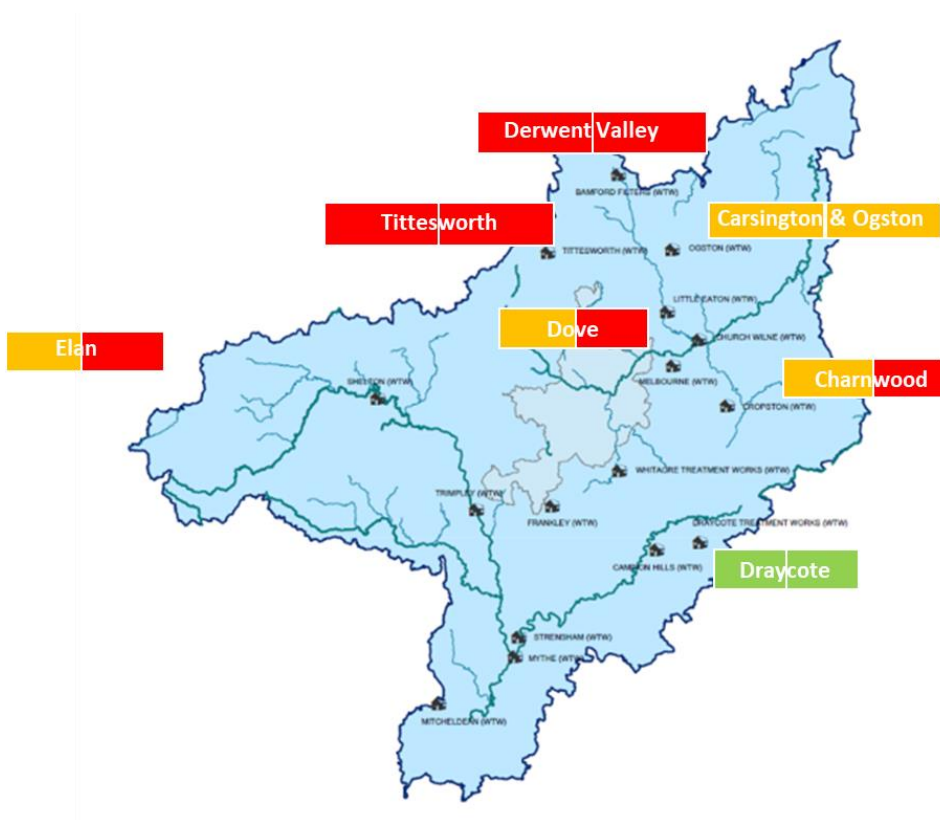 Derwent Valley
BAMFORD FILTERS (WTW)
Tittesworth
Carsington & Ogston
TITTESWORTH (WTW)
OGSTON (WTW)
LITTLE EATON (WTW)
Dove
CHURCH WILNE (WTW)
Elan
SHELTON (WTW)
MELBOURNE (WTW)
Charnwood
CROPSTON (WTW)
WHITACRE TREATMENT WORKS (WTW)
TRIMPLEY (WTW)
FRANKLEY (WTW)
DRAYCOTE TREATMENT WORKS (WTW)
CAMPION HILLS (WTW)
Draycote
STRENSHAM (WTW)
MYTHE (WTW)
MITCHELDEAN (WTW)